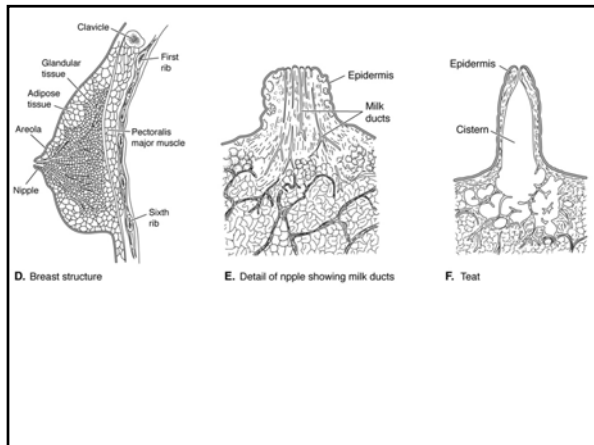 Clavicle
First
rib
Glandular
tissue
Adipose
tissue
Areola
Pectoralis
major muscle
Nipple
Sixth
rib
D. Breast structure
Epidermis
Milk
ducts
E. Detail of npple showing milk ducts
Epidermis
Cistern
F. Teat